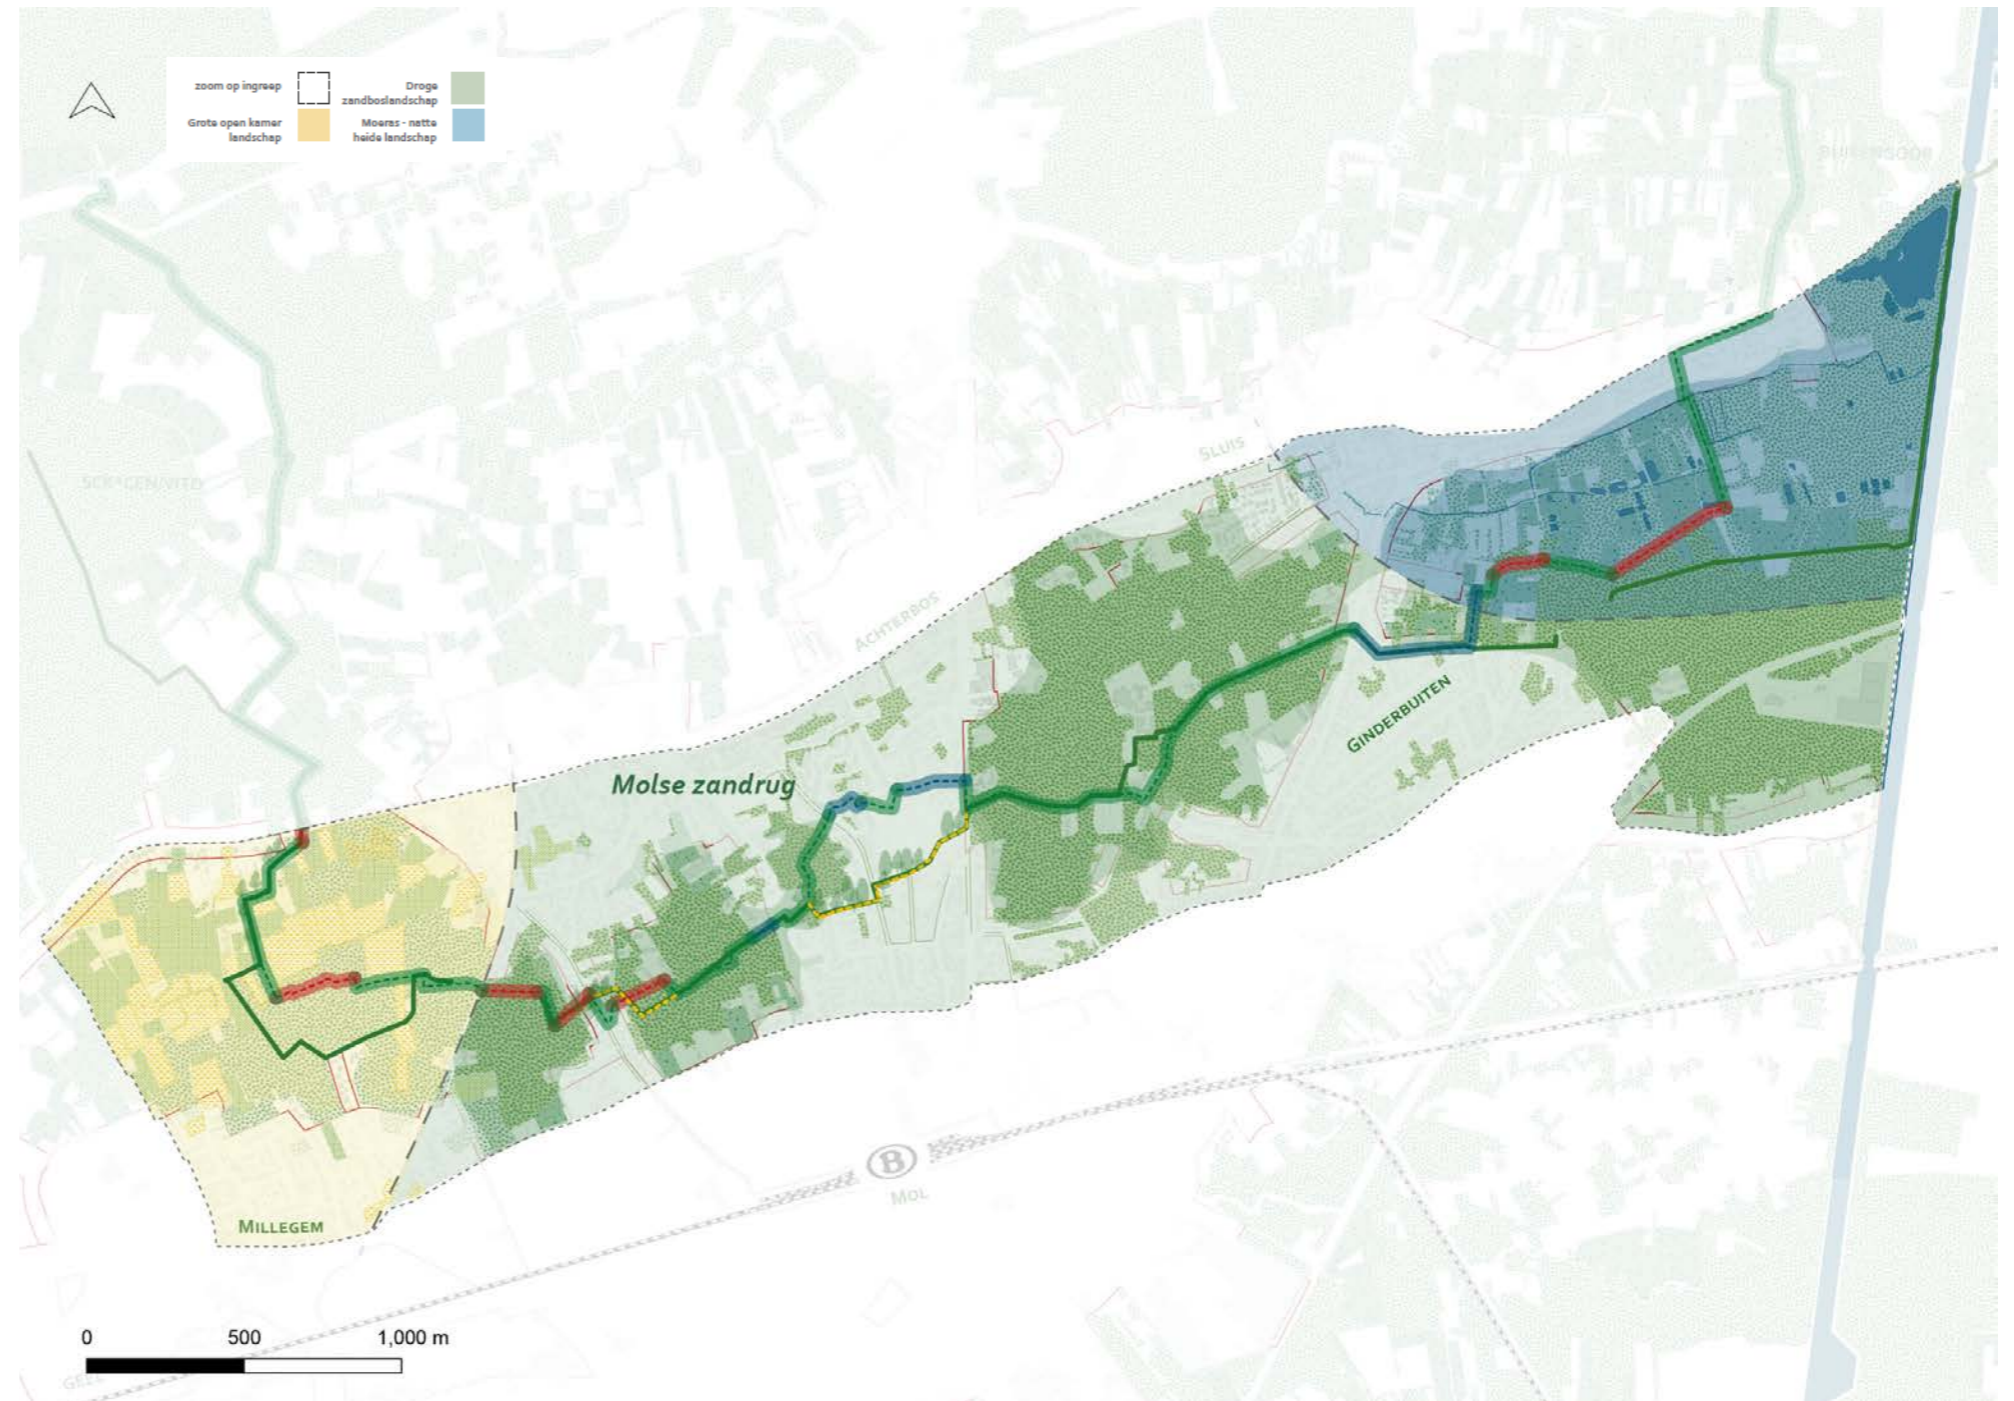 zoom op ingreep
Droge
zandboslandschap
Grote open kamer
landschap
Moeras - natte
heide landschap
SLUIS
ACHTERBOS
GINDERBUITEN
Molse zandrug
MILLEGEM
B
MOL
0 500 1,000 m